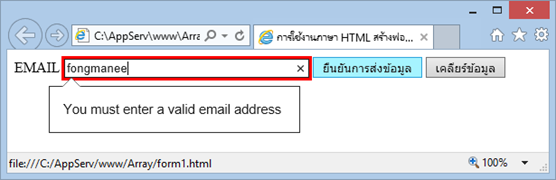 C:\AppServ\www\Array
การใช้งานภาษา HTML สร้างฟอ...
EMAIL fongmanee ยืนยันการส่งข้อมูล เคลียร์ข้อมูล
You must enter a valid email address
file:///C:/AppServ/www/Array/form1.html
100%